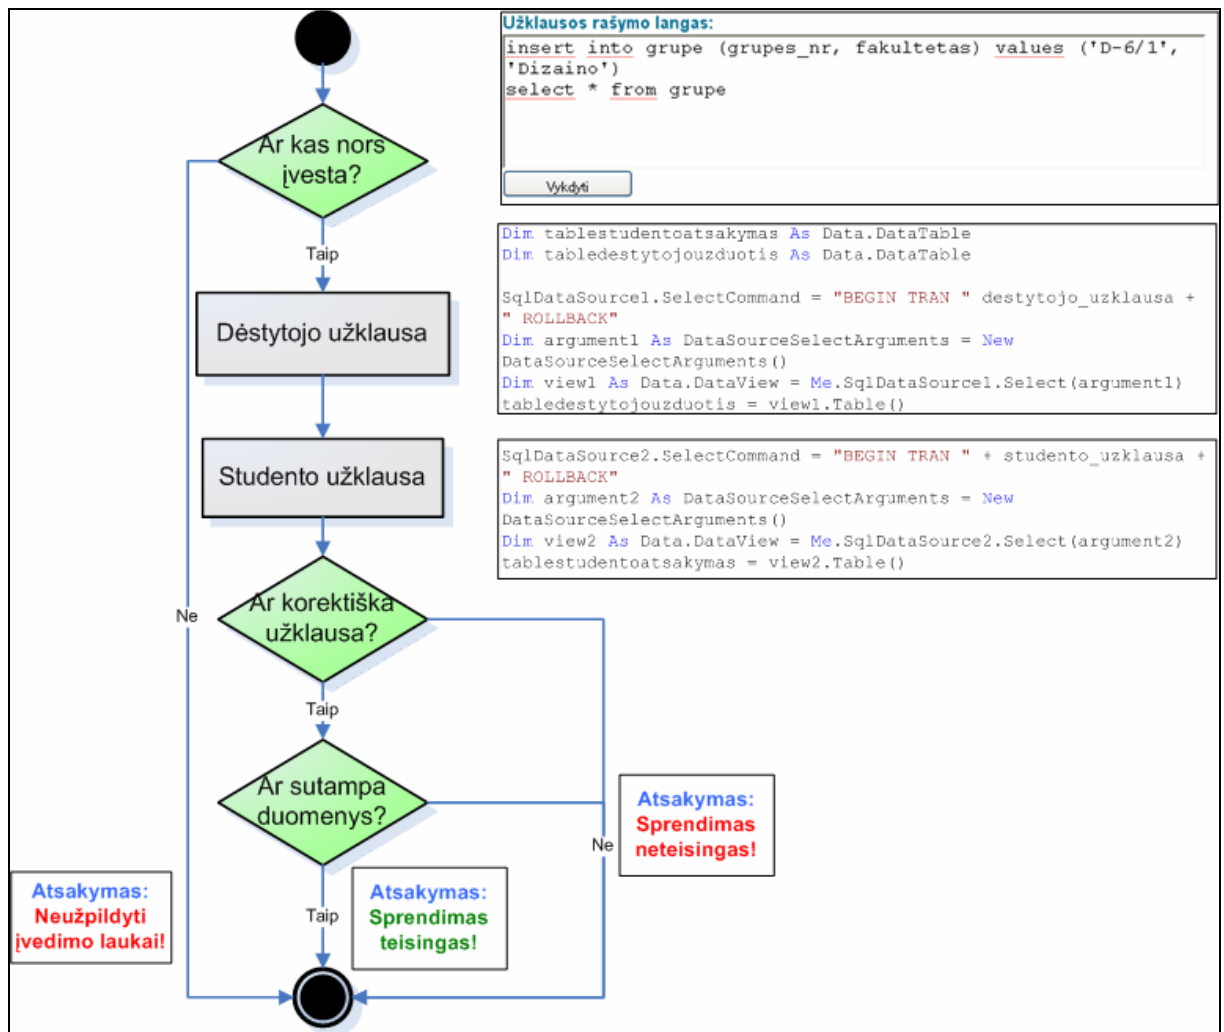 Užklausos rašymo langas:
insert into grupe (grupes_nr, fakultetas) values ('D-6/1',
'Dizaino')
select * from grupe
Vykdyti
Ar kas nors
įvesta?
Taip
Dėstytojo užklausa
Dim tablestudentoatsakymas As Data.DataTable
Dim tabledestytojouzduotis As Data.DataTable
SqlDataSource1.SelectCommand = "BEGIN TRAN " destytojo_uzklausa +
" ROLLBACK"
Dim argument1 As DataSourceSelectArguments = New
DataSourceSelectArguments()
Dim view1 As Data.DataView = Me.SqlDataSource1.Select(argument1)
tabledestytojouzduotis = view1.Table()
Studento užklausa
SqlDataSource2.SelectCommand = "BEGIN TRAN " + studento_uzklausa +
" ROLLBACK"
Dim argument2 As DataSourceSelectArguments = New
DataSourceSelectArguments()
Dim view2 As Data.DataView = Me.SqlDataSource2.Select(argument2)
tablestudentoatsakymas = view2.Table()
Ar korektiška
užklausa?
Ne
Taip
Ar sutampa
duomenys?
Atsakymas:
Sprendimas
neteisingas!
Ne
Atsakymas:
Neužpildyti
įvedimo laukai!
Taip
Atsakymas:
Sprendimas
teisingas!